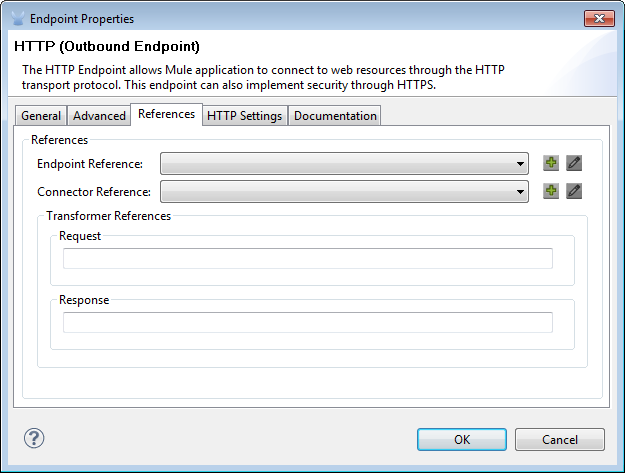 Endpoint Properties
HTTP (Outbound Endpoint)
The HTTP Endpoint allows Mule application to connect to web resources through the HTTP
transport protocol. This endpoint can also implement security through HTTPS.
General Advanced References HTTP Settings Documentation
References
Endpoint Reference:
Connector Reference:
Transformer References
Request
Response
OK Cancel